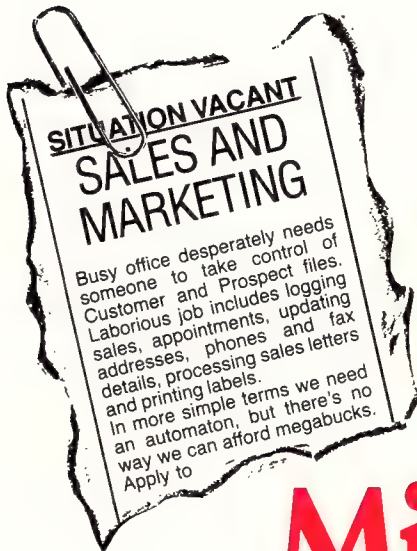 SITUATION VACANT
SALES AND
MARKETING
Busy office desperately needs
someone to take control of
Customer and Prospect files.
Laborious job includes logging
sales, appointments, updating
addresses, phones and fax
details, processing sales letters
and printing labels.
In more simple terms we need
an automaton, but there's no
way we can afford megabucks.
Apply to
Mi